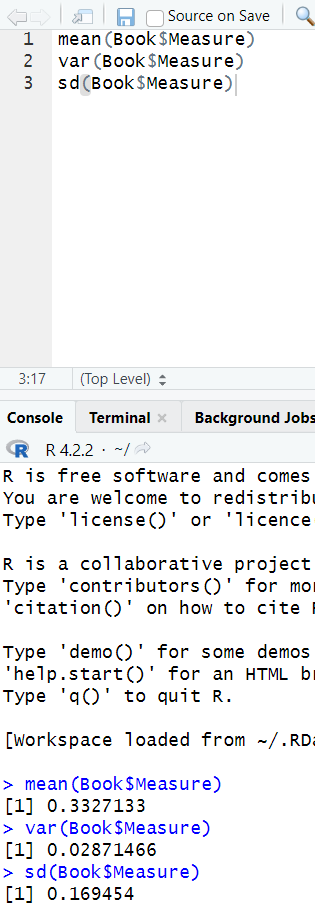 Source on Save
1 mean(Book$Measure)
2 var(Book$Measure)
3 sd(Book$Measure)
3:17 (Top Level)
Console Terminal Background Jobs
R R 4.2.2 · ~/
R is free software and comes
You are welcome to redistribu
Type 'license()' or 'licence
R is a collaborative project
Type 'contributors()' for mor
'citation()' on how to cite R
Type 'demo()' for some demos
'help.start()' for an HTML br
Type 'q()' to quit R.
[Workspace loaded from ~/.RDa
> mean(Book$Measure)
[1] 0.3327133
> var(Book$Measure)
[1] 0.02871466
> sd(Book$Measure)
[1] 0.169454